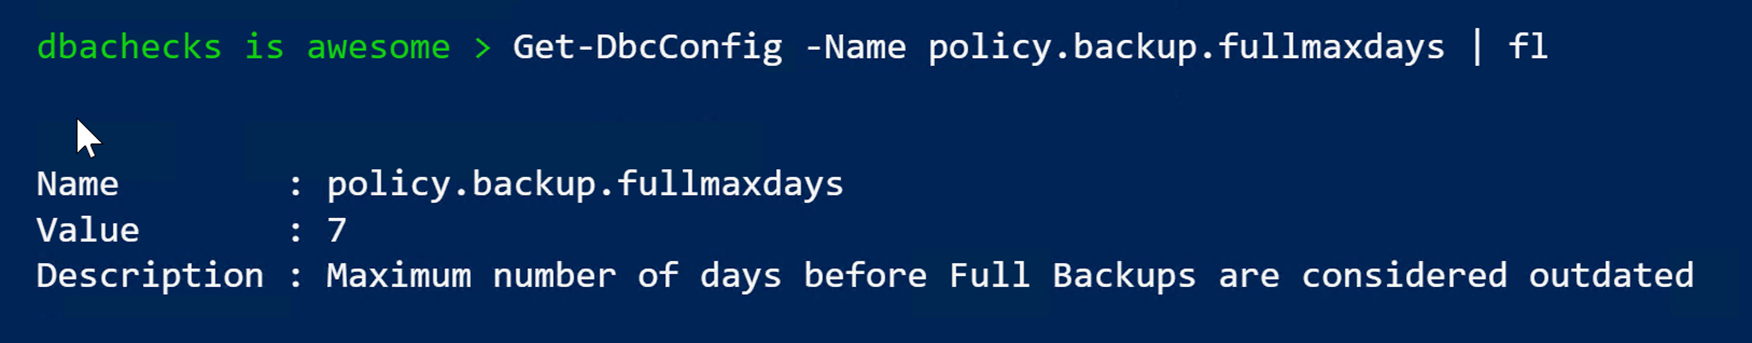 dbachecks is awesome > Get-DbcConfig -Name policy.backup.fullmaxdays | fl
Name        : policy.backup.fullmaxdays
Value       : 7
Description : Maximum number of days before Full Backups are considered outdated